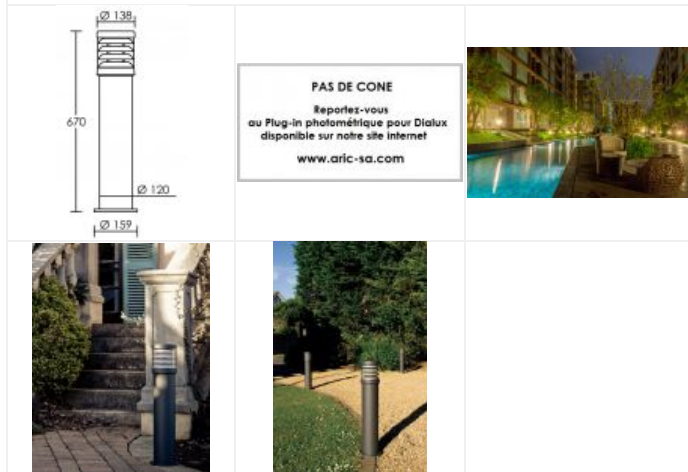 Ø 138
670
Ø 120
Ø 159
PAS DE CONE
Reportez-vous
au Plug-in photométrique pour Dialux
disponible sur notre site internet
www.aric-sa.com